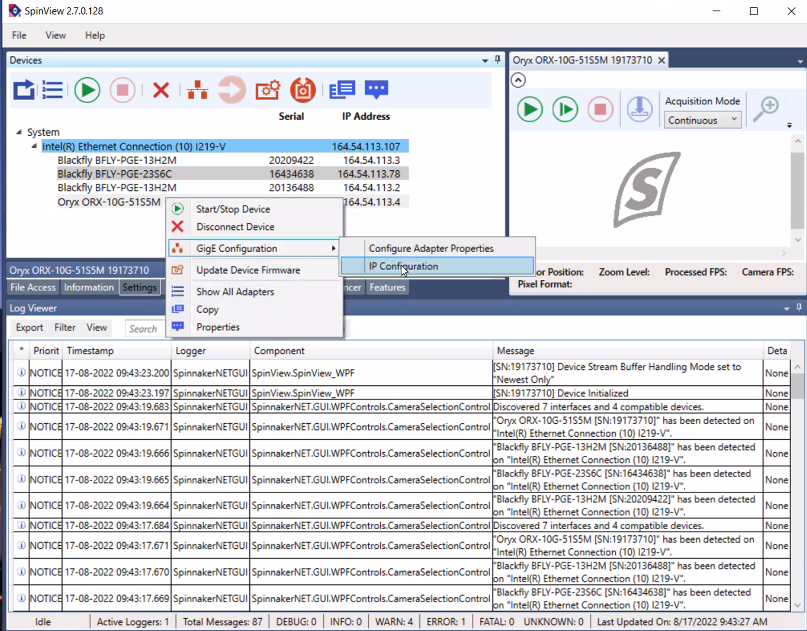 SpinView 2.7.0.128
File View Help
Devices
Serial IP Address
System
Intel(R) Ethernet Connection (10) I219-V 164.54.113.107
Blackfly BFLY-PGE-13H2M 20209422 164.54.113.3
Blackfly BFLY-PGE-23S6C 16434638 164.54.113.78
Blackfly BFLY-PGE-13H2M 20136488 164.54.113.2
Oryx ORX-10G-51S5M 164.54.113.4
Start/Stop Device
Disconnect Device
GigE Configuration
Update Device Firmware
Show All Adapters
Copy
Properties
Configure Adapter Properties
IP Configuration
Oryx ORX-10G-51S5M 19173710
Acquisition Mode
Continuous
or Position: Zoom Level: Processed FPS: Camera FPS:
Pixel Format:
Oryx ORX-10G-51S5M 19173710
File Access Information Settings Features
Log Viewer
Export Filter View Search
* Priorit Timestamp Logger Component Message Deta
NOTICE 17-08-2022 09:43:23.200 SpinnakerNETGUI SpinView.SpinView_WPF [SN:19173710] Device Stream Buffer Handling Mode set to None
"Newest Only"
NOTICE 17-08-2022 09:43:23.197 SpinnakerNETGUI SpinView.SpinView_WPF [SN:19173710] Device Initialized None
NOTICE 17-08-2022 09:43:19.683 SpinnakerNETGUI SpinnakerNET.GUI.WPFControls.CameraSelectionControl Discovered 7 interfaces and 4 compatible devices. None
NOTICE 17-08-2022 09:43:19.671 SpinnakerNETGUI SpinnakerNET.GUI.WPFControls.CameraSelectionControl "Oryx ORX-10G-51S5M [SN:19173710]" has been detected on None
"Intel(R) Ethernet Connection (10) I219-V".
NOTICE 17-08-2022 09:43:19.666 SpinnakerNETGUI SpinnakerNET.GUI.WPFControls.CameraSelectionControl "Blackfly BFLY-PGE-13H2M [SN:20136488]" has been detected None
on "Intel(R) Ethernet Connection (10) I219-V".
NOTICE 17-08-2022 09:43:19.665 SpinnakerNETGUI SpinnakerNET.GUI.WPFControls.CameraSelectionControl "Blackfly BFLY-PGE-23S6C [SN:16434638]" has been detected None
on "Intel(R) Ethernet Connection (10) I219-V".
NOTICE 17-08-2022 09:43:19.664 SpinnakerNETGUI SpinnakerNET.GUI.WPFControls.CameraSelectionControl "Blackfly BFLY-PGE-13H2M [SN:20209422]" has been detected None
on "Intel(R) Ethernet Connection (10) I219-V".
NOTICE 17-08-2022 09:43:17.684 SpinnakerNETGUI SpinnakerNET.GUI.WPFControls.CameraSelectionControl Discovered 7 interfaces and 4 compatible devices. None
NOTICE 17-08-2022 09:43:17.671 SpinnakerNETGUI SpinnakerNET.GUI.WPFControls.CameraSelectionControl "Oryx ORX-10G-51S5M [SN:19173710]" has been detected on None
"Intel(R) Ethernet Connection (10) I219-V".
NOTICE 17-08-2022 09:43:17.670 SpinnakerNETGUI SpinnakerNET.GUI.WPFControls.CameraSelectionControl "Blackfly BFLY-PGE-13H2M [SN:20136488]" has been detected None
on "Intel(R) Ethernet Connection (10) I219-V".
NOTICE 17-08-2022 09:43:17.669 SpinnakerNETGUI SpinnakerNET.GUI.WPFControls.CameraSelectionControl "Blackfly BFLY-PGE-23S6C [SN:16434638]" has been detected None
on "Intel(R) Ethernet Connection (10) I219-V".
Idle Active Loggers: 1 Total Messages: 87 DEBUG: 0 INFO: 0 WARN: 4 ERROR: 1 FATAL: 0 UNKNOWN: 0 Last Updated On: 8/17/2022 9:43:27 AM